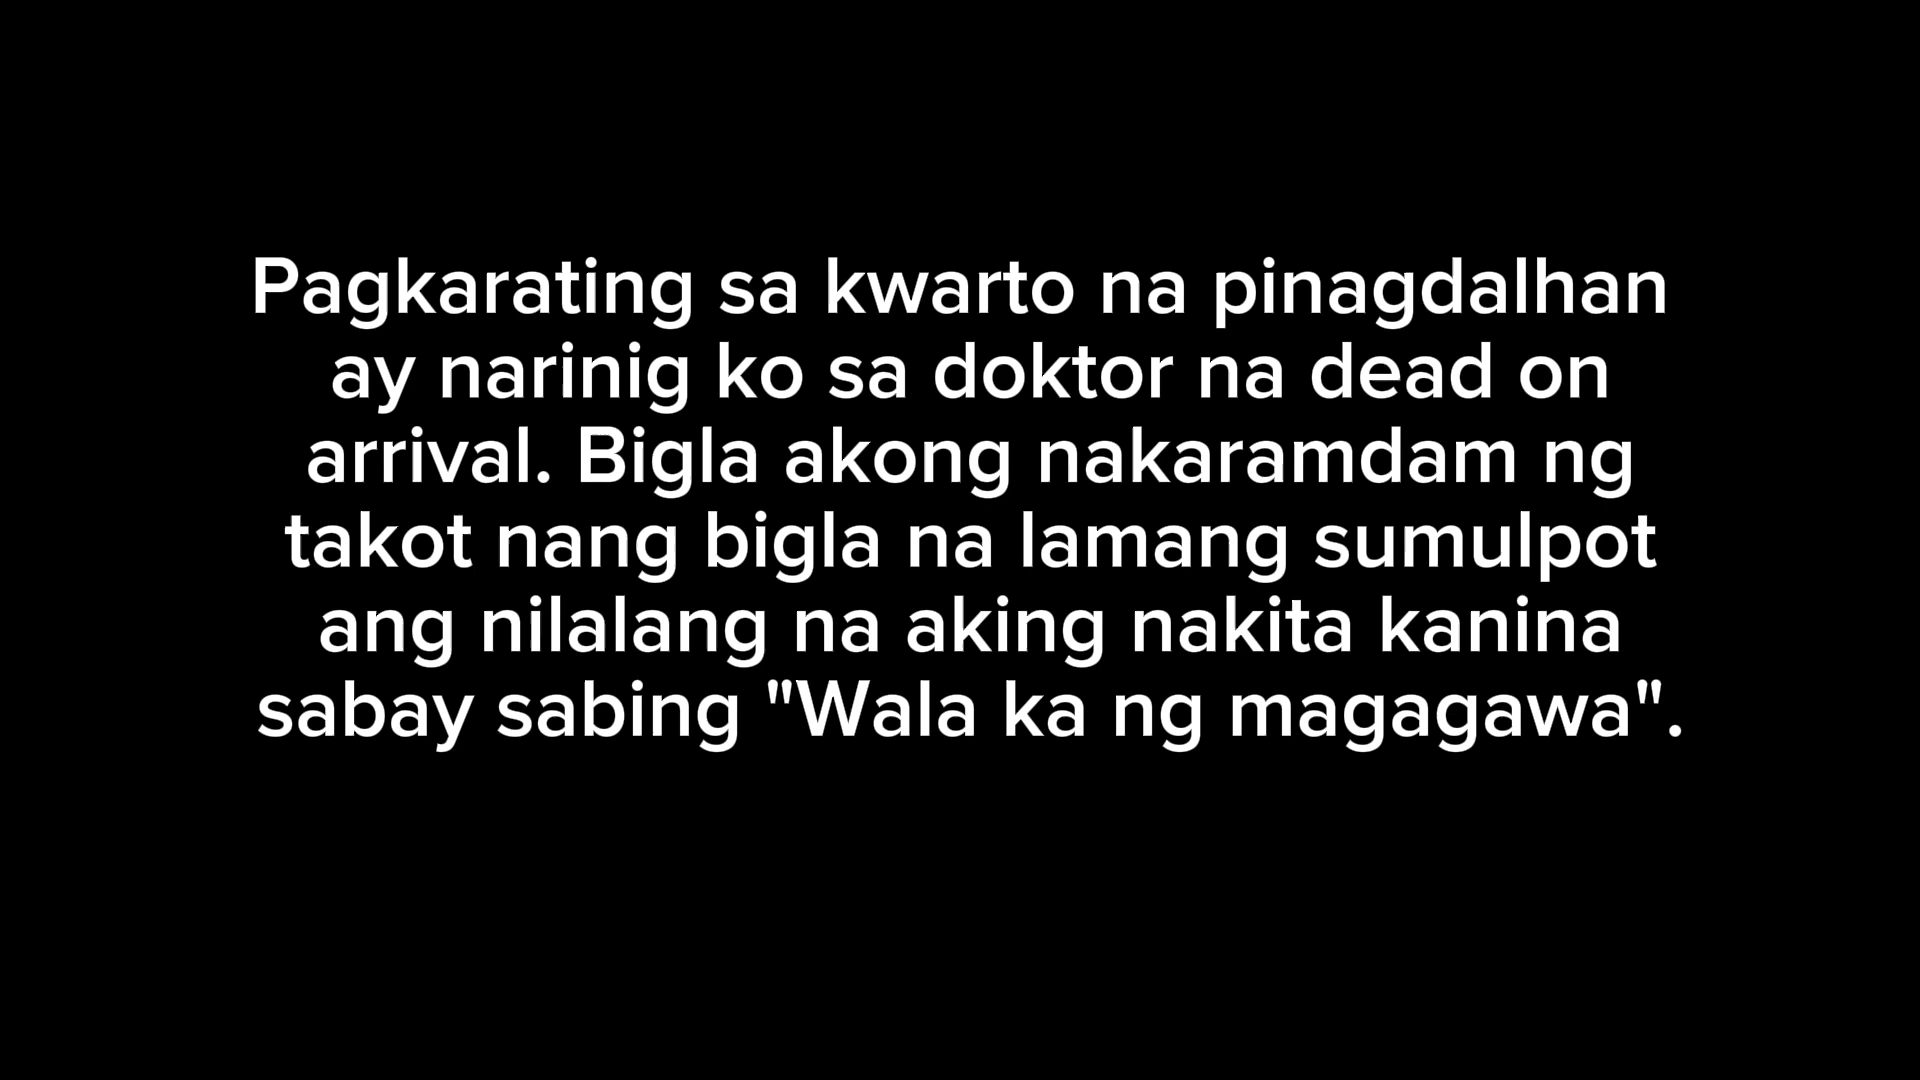 Pagkarating sa kwarto na pinagdalhan
ay narinig ko sa doktor na dead on
arrival. Bigla akong nakaramdam ng
takot nang bigla na lamang sumulpot
ang nilalang na aking nakita kanina
sabay sabing "Wala ka ng magagawa".